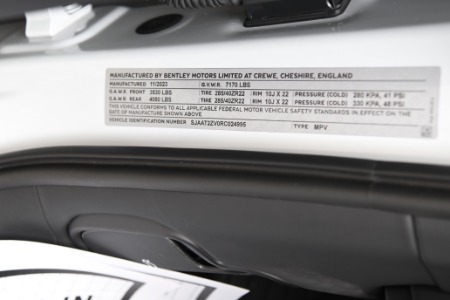 MANUFACTURED BY BENTLEY MOTORS LIMITED AT CREWE, CHESHIRE, ENGLAND
MANUFACTURED 11/2023 G.V.W.R. 7170 LBS
G.A.W.R. FRONT 3530 LBS TIRE 285/40ZR22 RIM 10J X 22 PRESSURE (COLD) 280 KPA, 41 PSI
G.A.W.R. REAR 4080 LBS TIRE 285/40ZR22 RIM 10J X 22 PRESSURE (COLD) 330 KPA, 48 PSI
THIS VEHICLE CONFORMS TO ALL APPLICABLE FEDERAL MOTOR VEHICLE SAFETY STANDARDS IN EFFECT ON THE
DATE OF MANUFACTURE SHOWN ABOVE
VEHICLE IDENTIFICATION NUMBER TYPE MPV
IN